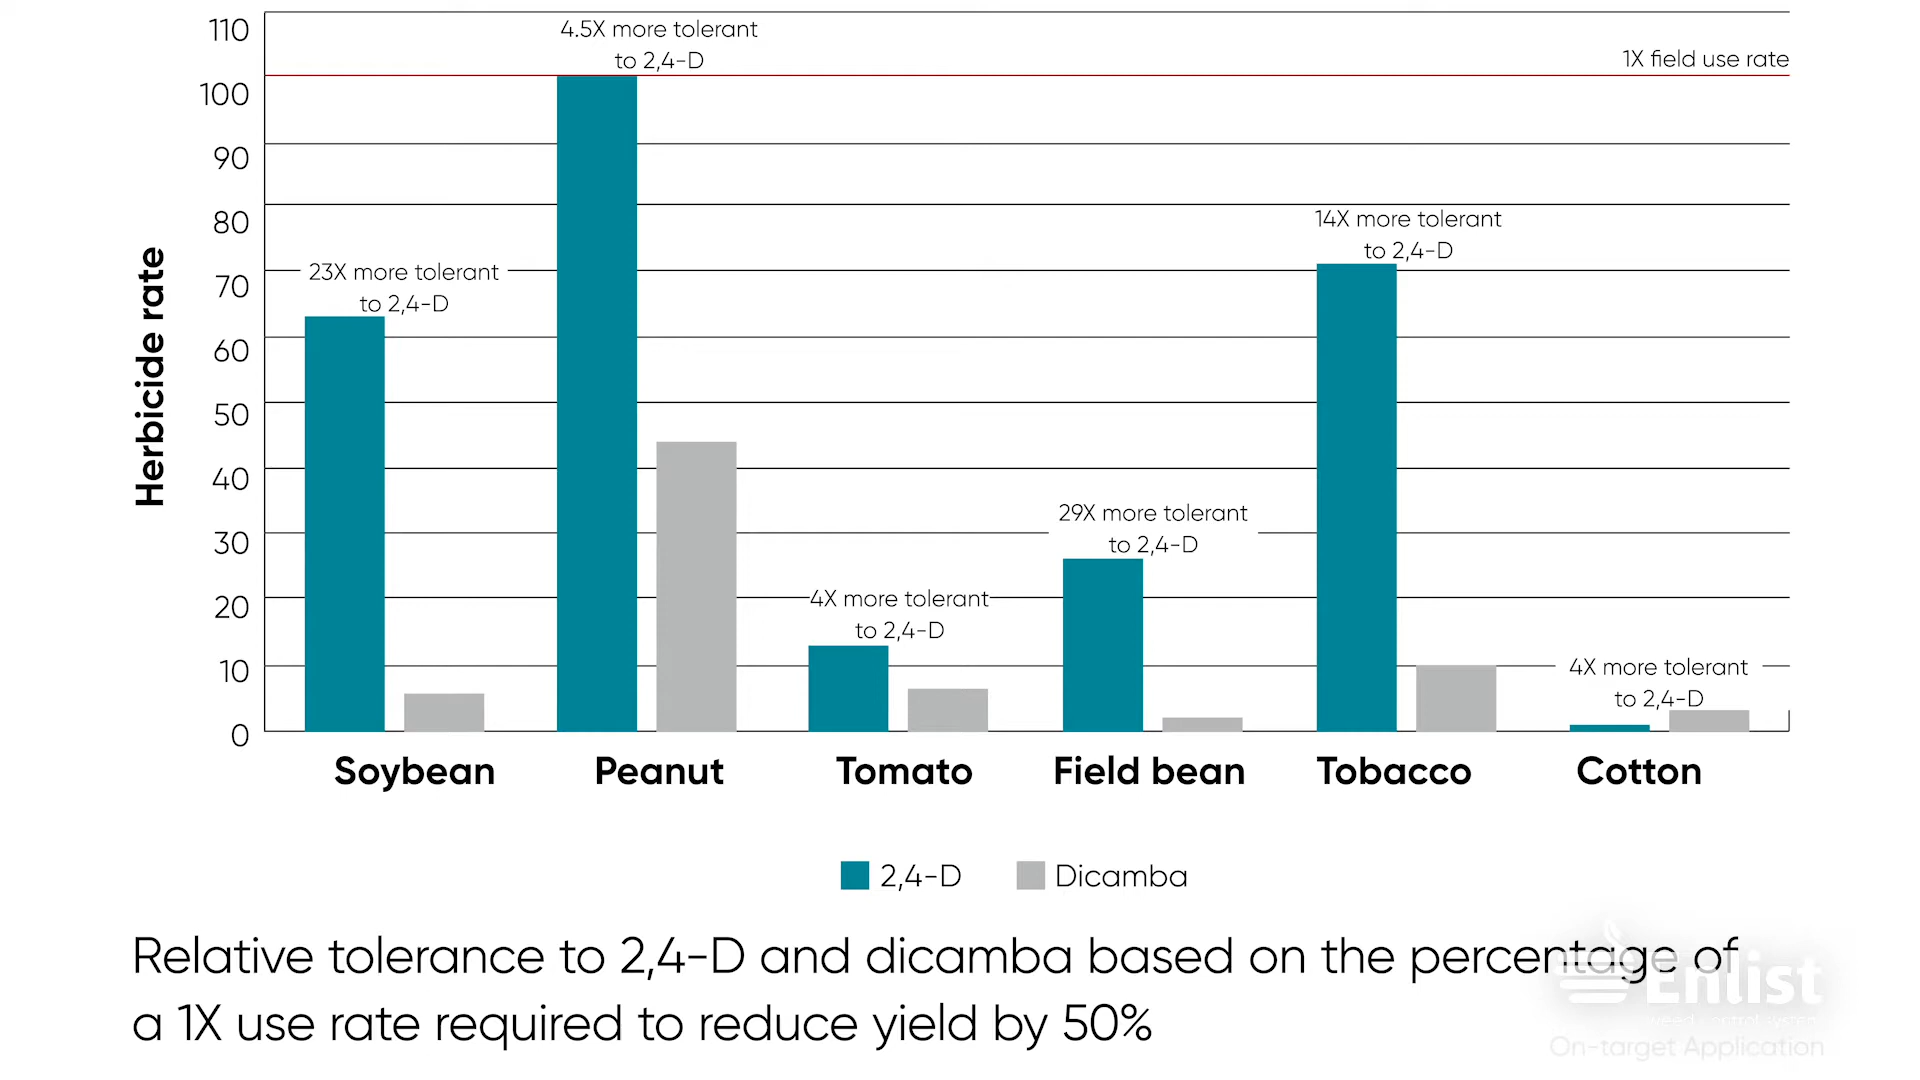 110
100
90
80
70
60
50
40
30
20
10
0
Herbicide rate
4.5X more tolerant
to 2,4-D
1X field use rate
14X more tolerant
to 2,4-D
23X more tolerant
to 2,4-D
29X more tolerant
to 2,4-D
4X more tolerant
to 2,4-D
4X more tolerant
to 2,4-D
Soybean Peanut Tomato Field bean Tobacco Cotton
2,4-D Dicamba
Relative tolerance to 2,4-D and dicamba based on the percentage of
a 1X use rate required to reduce yield by 50%
Enlist
On-target Application